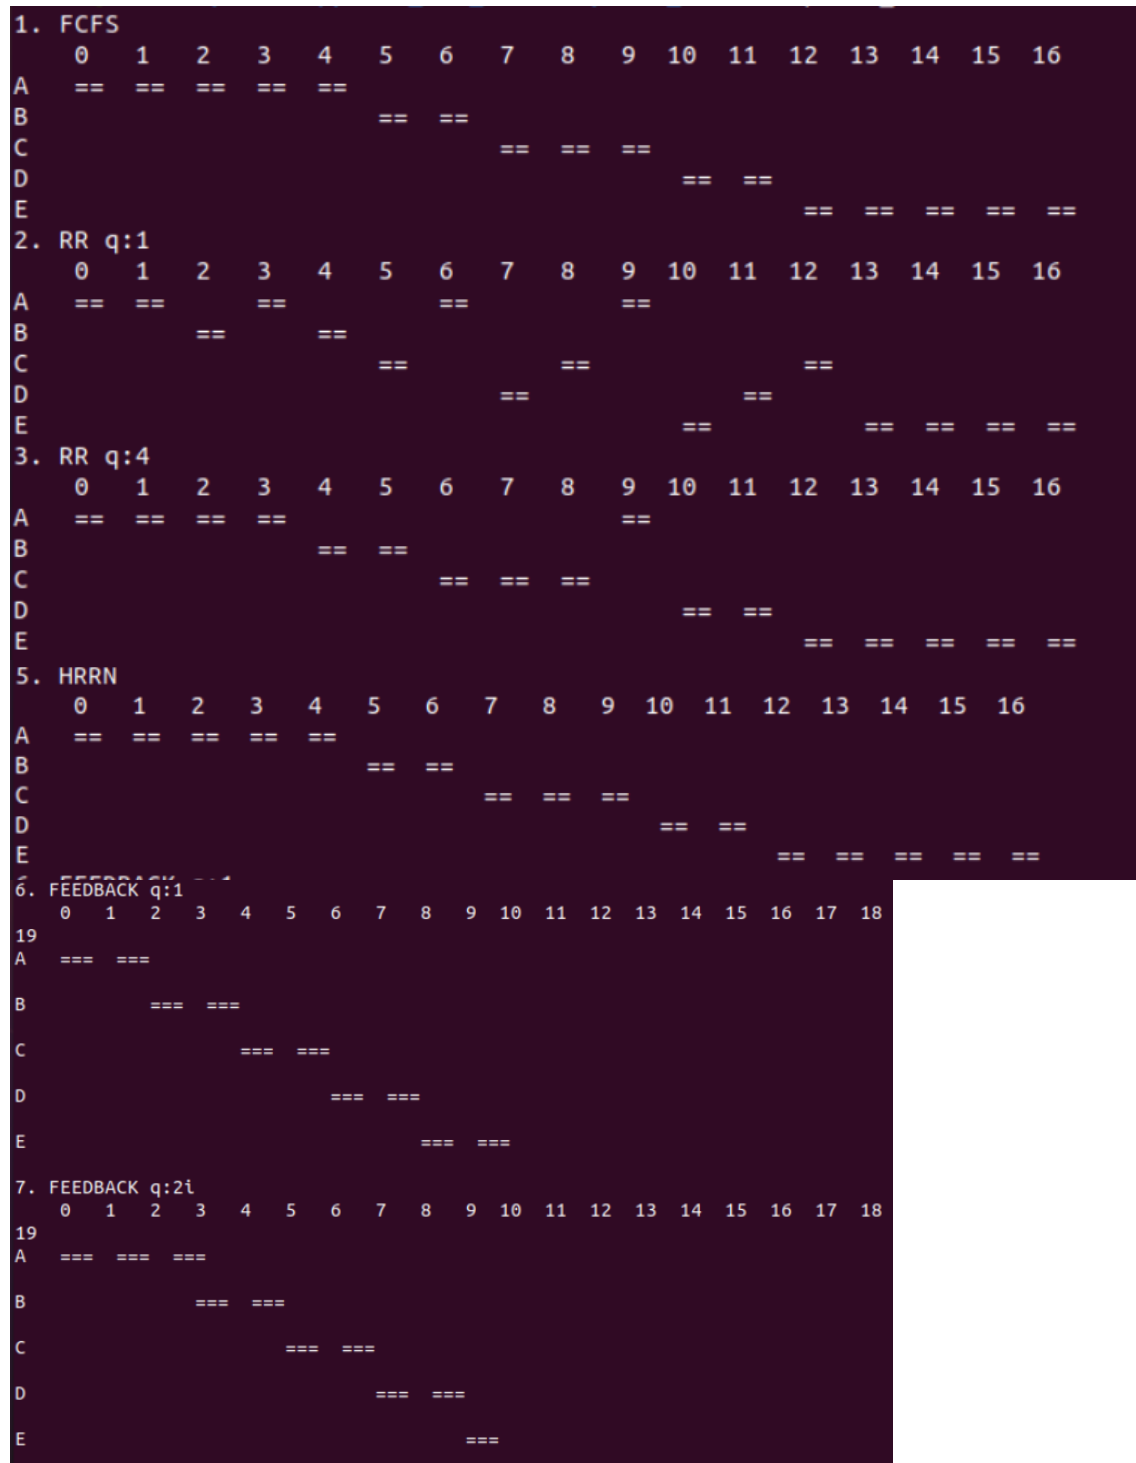 1. FCFS
0 1 2 3 4 5 6 7 8 9 10 11 12 13 14 15 16
A == == == == ==
B == ==
C == == ==
D == ==
E == == == == ==
2. RR q:1
0 1 2 3 4 5 6 7 8 9 10 11 12 13 14 15 16
A == == == == ==
B == ==
C == == ==
D == ==
E == == == == ==
3. RR q:4
0 1 2 3 4 5 6 7 8 9 10 11 12 13 14 15 16
A == == == == ==
B == ==
C == == ==
D == ==
E == == == == ==
5. HRRN
0 1 2 3 4 5 6 7 8 9 10 11 12 13 14 15 16
A == == == == ==
B == ==
C == == ==
D == ==
E == == == == ==
6. FEEDBACK q:1
0 1 2 3 4 5 6 7 8 9 10 11 12 13 14 15 16 17 18
19
A === ===
B === ===
C === ===
D === ===
E === ===
7. FEEDBACK q:2i
0 1 2 3 4 5 6 7 8 9 10 11 12 13 14 15 16 17 18
19
A === === ===
B === ===
C === ===
D === ===
E ===